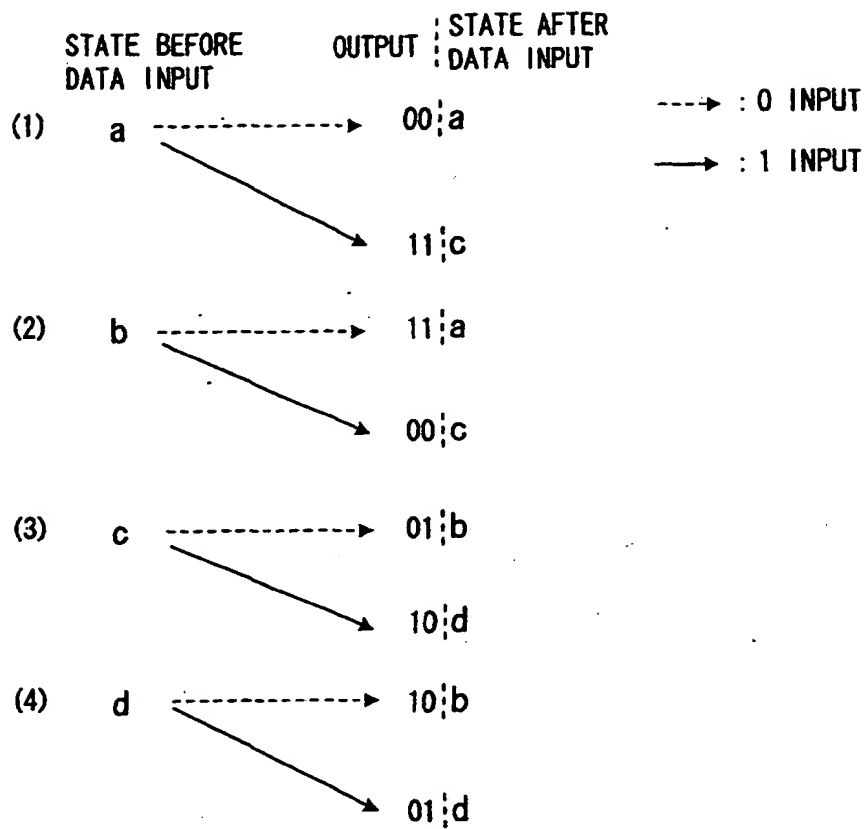 STATE BEFORE
DATA INPUT
OUTPUT
STATE AFTER
DATA INPUT
: 0 INPUT
: 1 INPUT
(1) a 00 a
11 c
(2) b 11 a
00 c
(3) c 01 b
10 d
(4) d 10 b
01 d